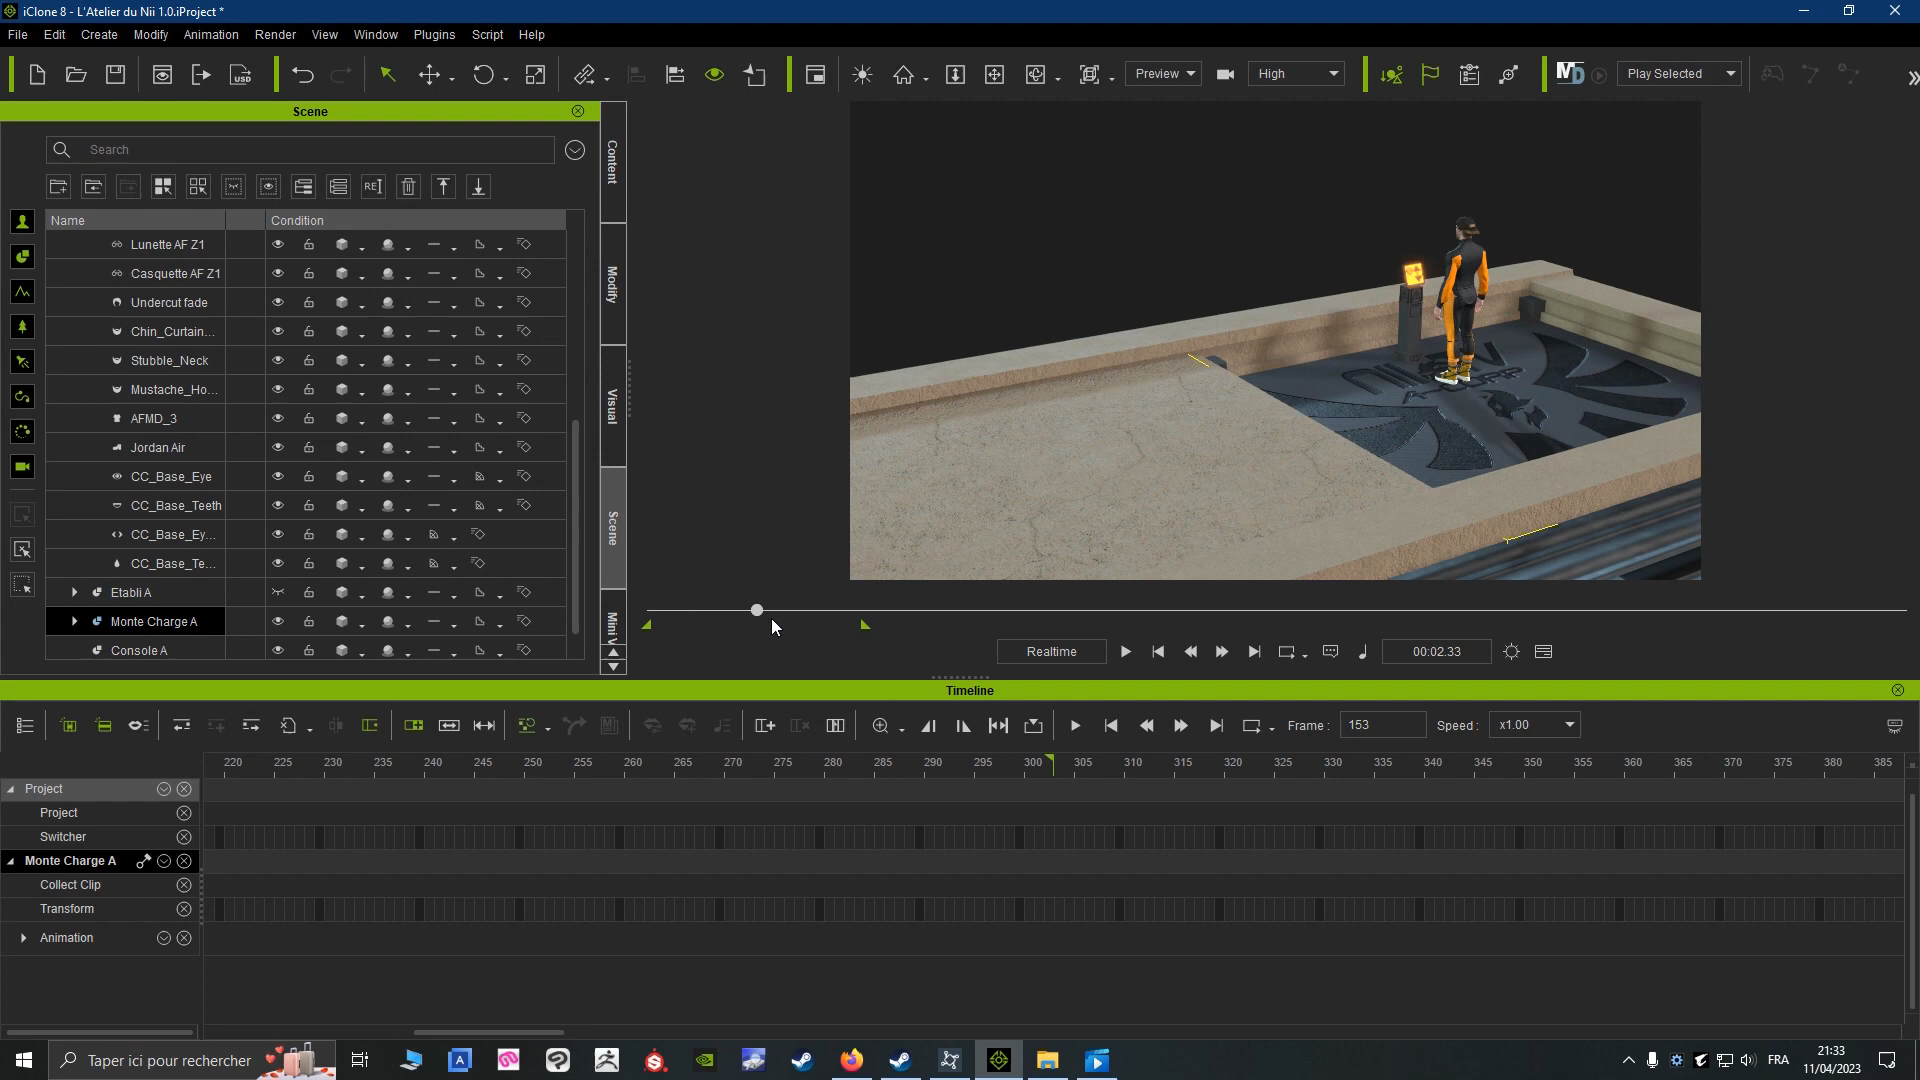 iClone 8 - L'Atelier du Nii 1.0.iProject *
File Edit Create Modify Animation Render View Window Plugins Script Help
USD
Preview
High
MD
Play Selected
Scene
Search
RE
Name
Condition
Lunette AF Z1
Casquette AF Z1
Undercut fade
Chin_Curtain...
Stubble_Neck
Mustache_Ho...
AFMD_3
Jordan Air
CC_Base_Eye
CC_Base_Teeth
CC_Base_Ey...
CC_Base_Te...
Etabli A
Monte Charge A
Console A
Content
Modify
Visual
Scene
Mini V
Realtime
00:02.33
Timeline
Frame : 153 Speed : x1.00
220 225 230 235 240 245 250 255 260 265 270 275 280 285 290 295 300 305 310 315 320 325 330 335 340 345 350 355 360 365 370 375 380 385
Project
Project
Switcher
Monte Charge A
Collect Clip
Transform
Animation
Taper ici pour rechercher
FRA
21:33
11/04/2023